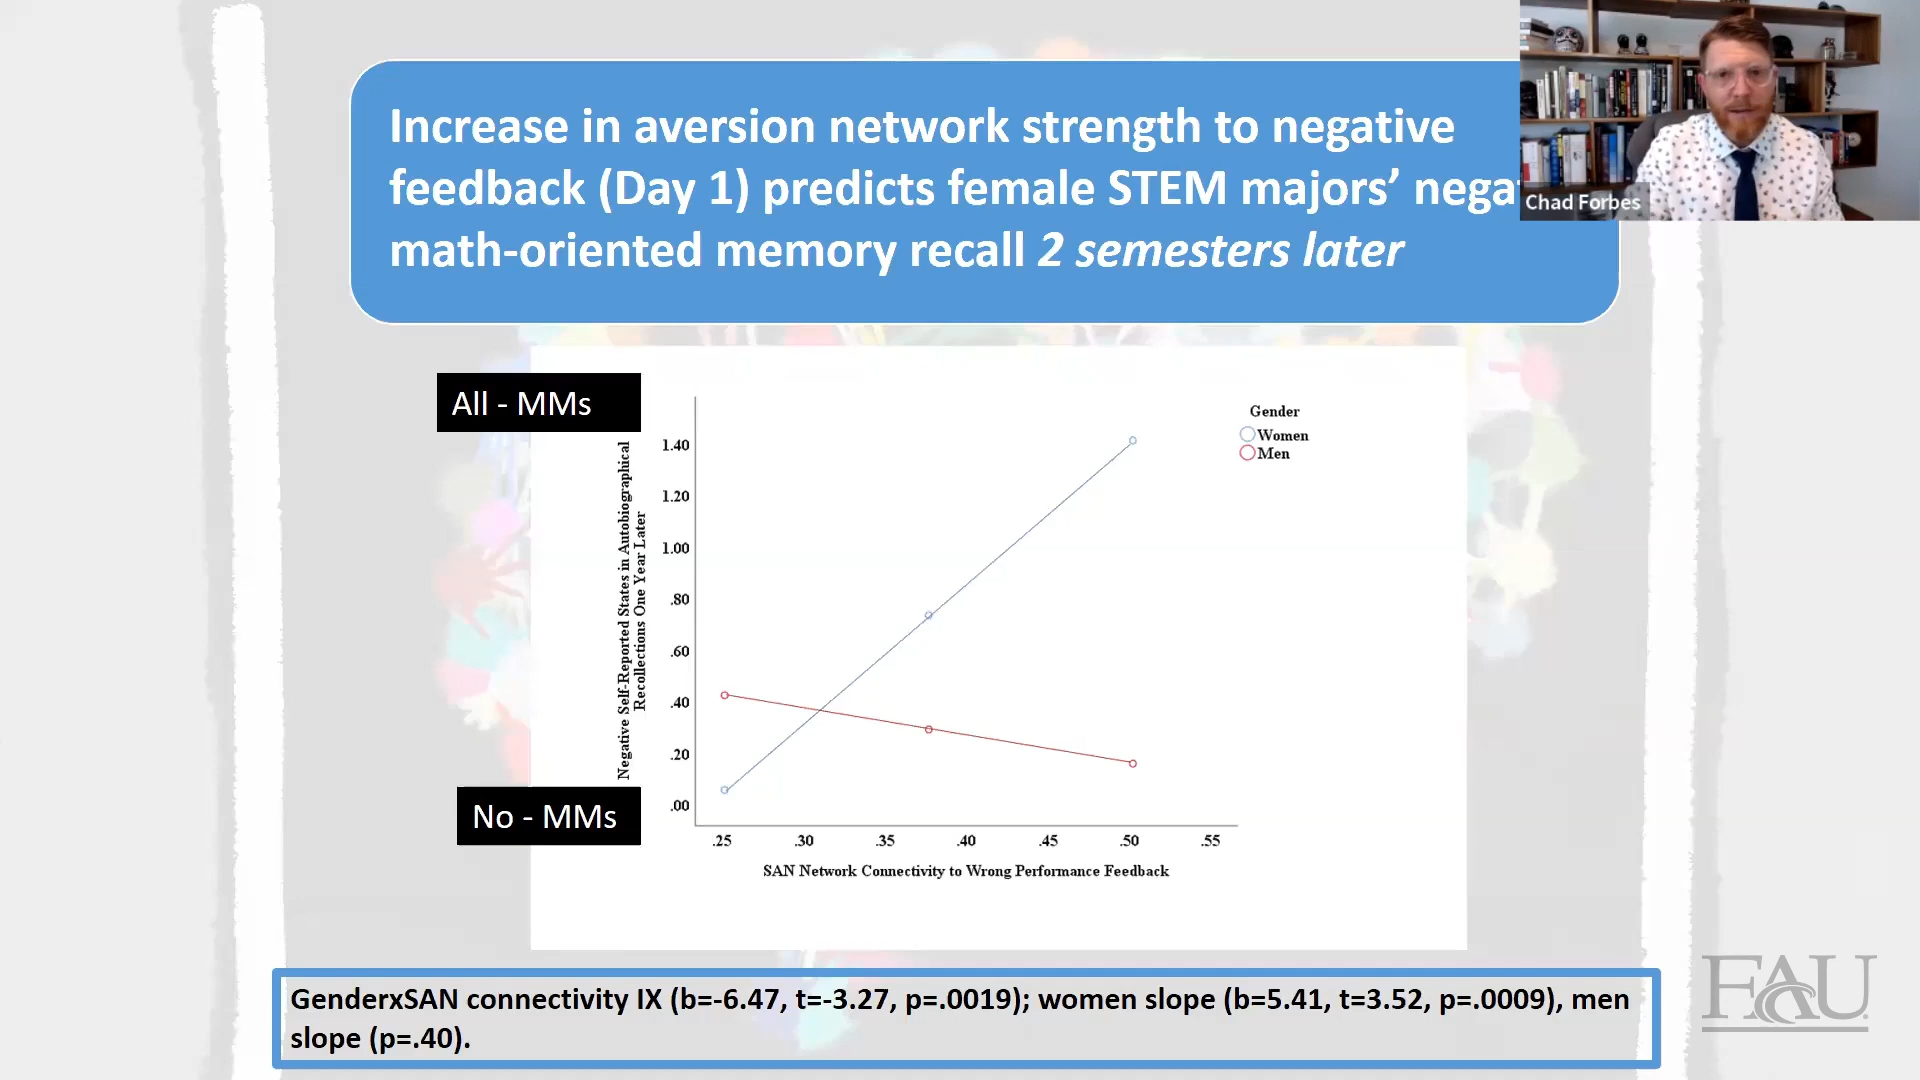 Increase in aversion network strength to negative
feedback (Day 1) predicts female STEM majors’
math-oriented memory recall 2 semesters later
Chad Forbes
All - MMs
No - MMs
Negative Self-Reported States in Autobiographical
Recollections One Year Later
1.40
1.20
1.00
.80
.60
.40
.20
.00
.25 .30 .35 .40 .45 .50 .55
SAN Network Connectivity to Wrong Performance Feedback
Gender
Women
Men
GenderxSAN connectivity IX (b=-6.47, t=-3.27, p=.0019); women slope (b=5.41, t=3.52, p=.0009), men
slope (p=.40).
FAU